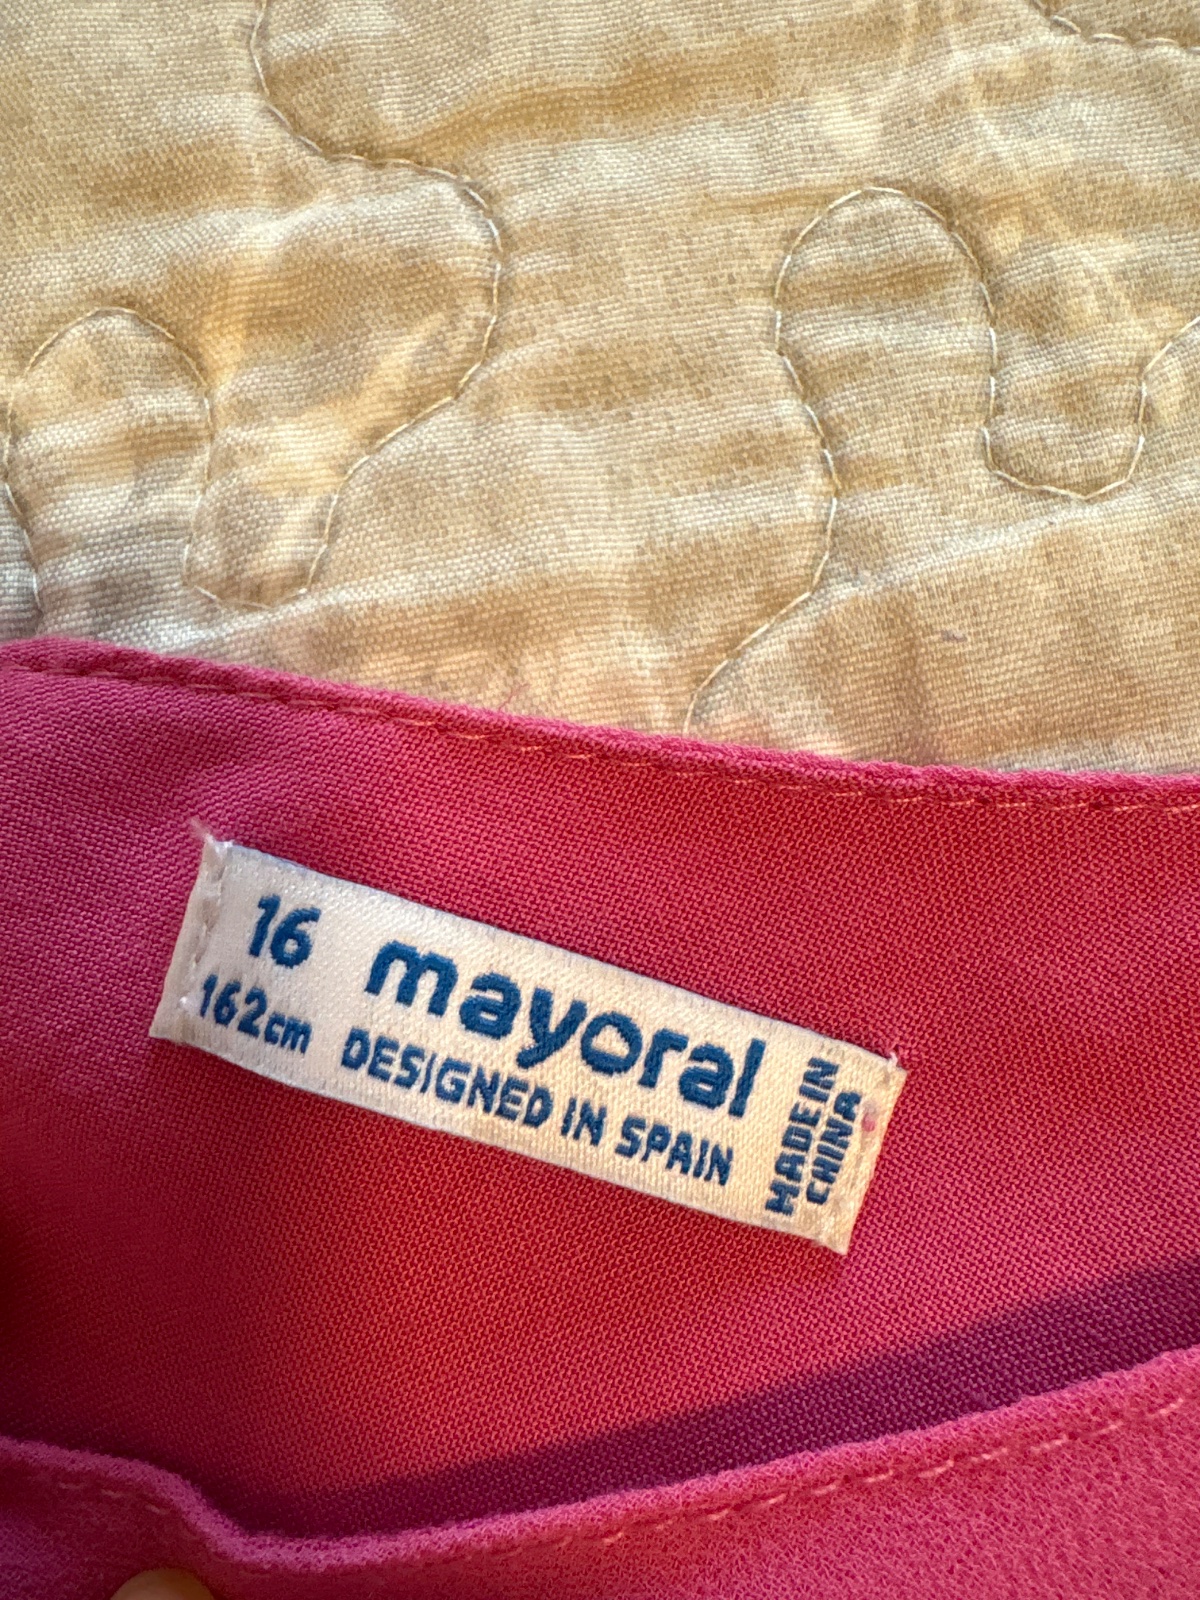 16 mayoral
162cm DESIGNED IN SPAIN
MADE IN
CHINA